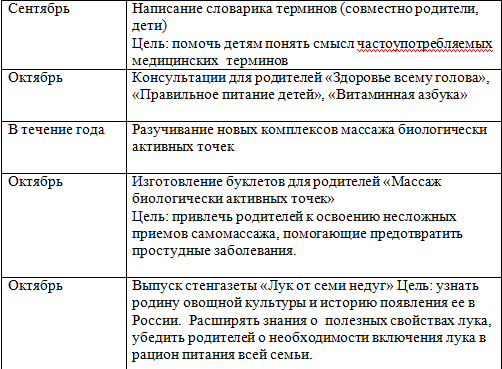 Сентябрь
Написание словарика терминов (совместно родители,
дети)
Цель: помочь детям понять смысл частоупотребляемых
медицинских терминов
Октябрь
Консультации для родителей «Здоровье всему голова»,
«Правильное питание детей», «Витаминная азбука»
В течение года
Разучивание новых комплексов массажа биологически
активных точек
Октябрь
Изготовление буклетов для родителей «Массаж
биологически активных точек»
Цель: привлечь родителей к освоению несложных
приемов самомассажа, помогающие предотвратить
простудные заболевания.
Октябрь
Выпуск стенгазеты «Лук от семи недуг» Цель: узнать
родину овощной культуры и историю появления ее в
России. Расширять знания о полезных свойствах лука,
убедить родителей о необходимости включения лука в
рацион питания всей семьи.